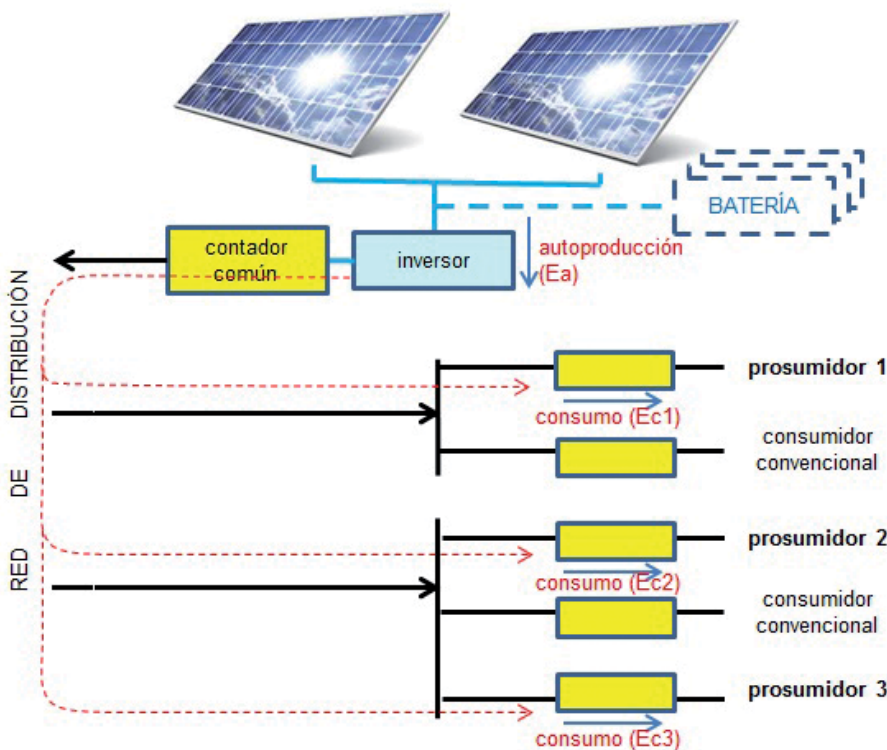 BATERÍA
contador
común
inversor
autoproducción
(Ea)
RED DE DISTRIBUCIÓN
prosumidor 1
consumo (Ec1)
consumidor
convencional
prosumidor 2
consumo (Ec2)
consumidor
convencional
prosumidor 3
consumo (Ec3)